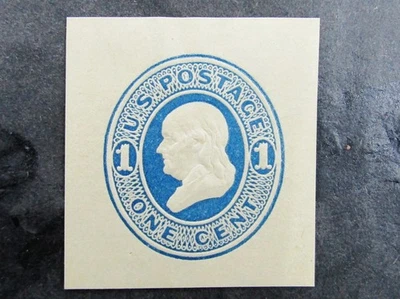 U S POSTAGE
1 1
ONE CENT